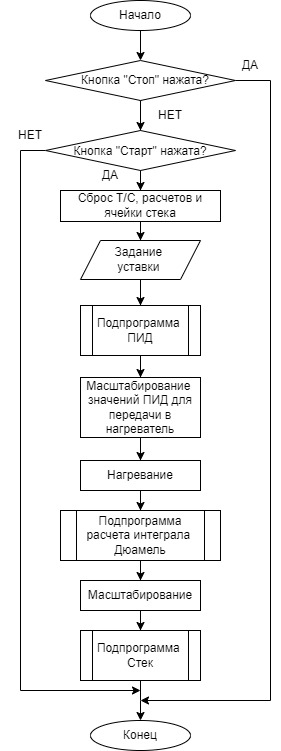 Начало
Кнопка "Стоп" нажата?
ДА
НЕТ
Кнопка "Старт" нажата?
НЕТ
ДА
Сброс Т/С, расчетов и
ячейки стека
Задание
уставки
Подпрограмма
ПИД
Масштабирование
значений ПИД для
передачи в
нагреватель
Нагревание
Подпрограмма
расчета интеграла
Дюамель
Масштабирование
Подпрограмма
Стек
Конец